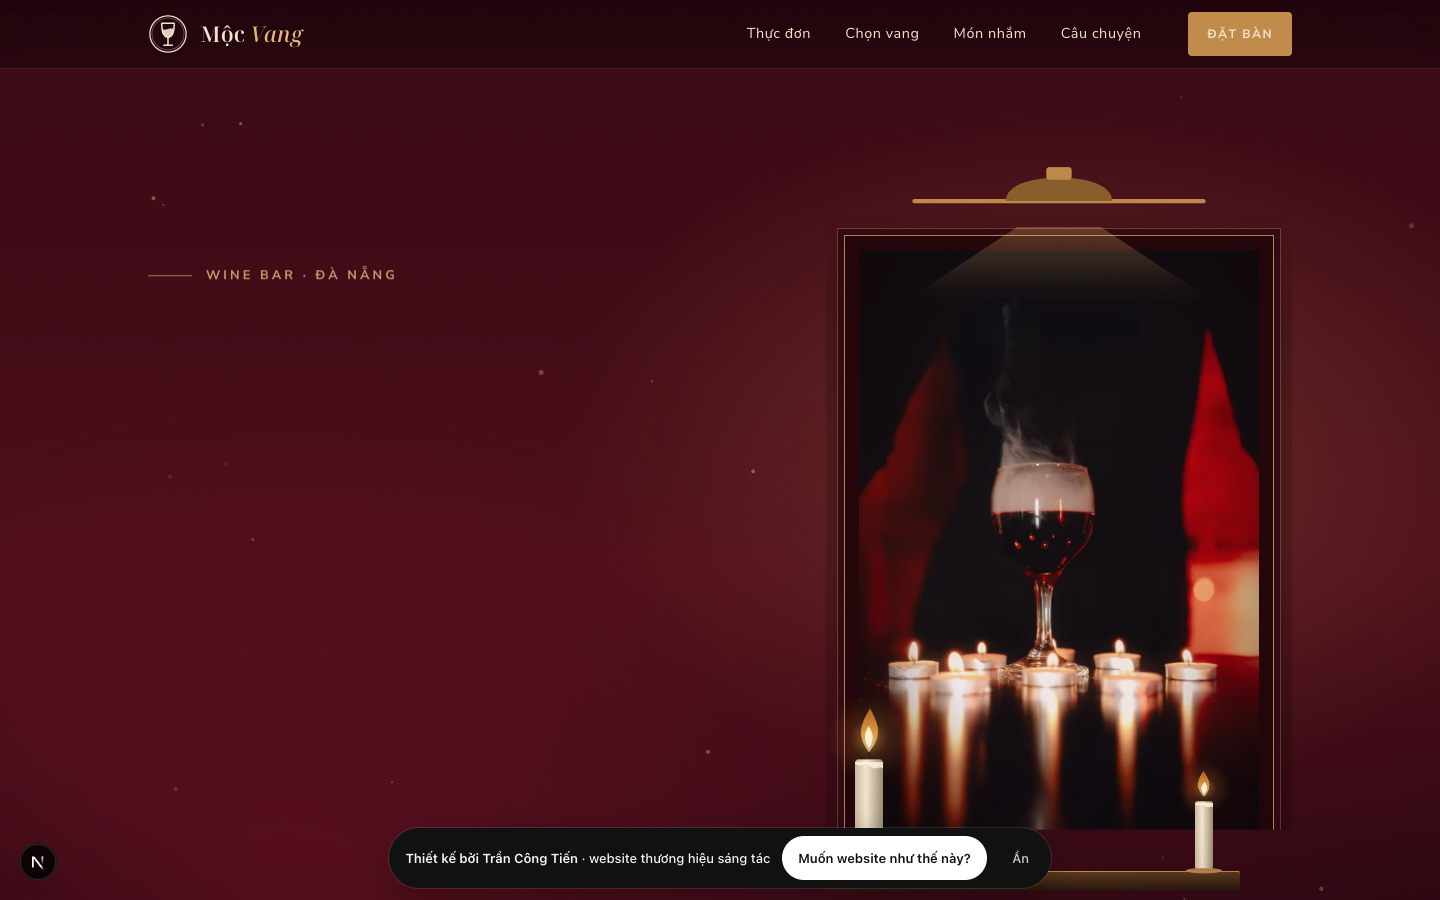 Mộc Vang
Thực đơn
Chọn vang
Món nhắm
Câu chuyện
ĐẶT BÀN
WINE BAR · ĐÀ NẴNG
Thiết kế bởi Trần Công Tiến · website thương hiệu sáng tác
Muốn website như thế này?
Ẩn